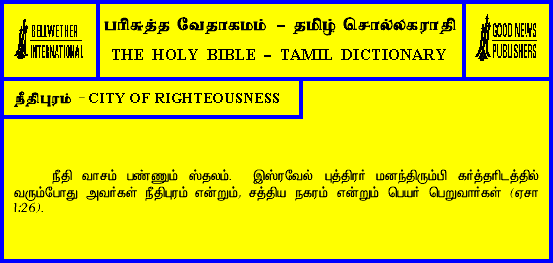 BELLWETHER
INTERNATIONAL
பரிசுத்த வேதாகமம் – தமிழ் சொல்லகராதி
THE HOLY BIBLE – TAMIL DICTIONARY
GOOD NEWS
PUBLISHERS
நீதிபுரம் – CITY OF RIGHTEOUSNESS
நீதி வாசம் பண்ணும் ஸ்தலம். இஸ்ரவேல் புத்திரர் மனந்திரும்பி கர்த்தரிடத்தில்
வரும்போது அவர்கள் நீதிபுரம் என்றும், சத்திய நகரம் என்றும் பெயர் பெறுவார்கள் (ஏசா
1:26).